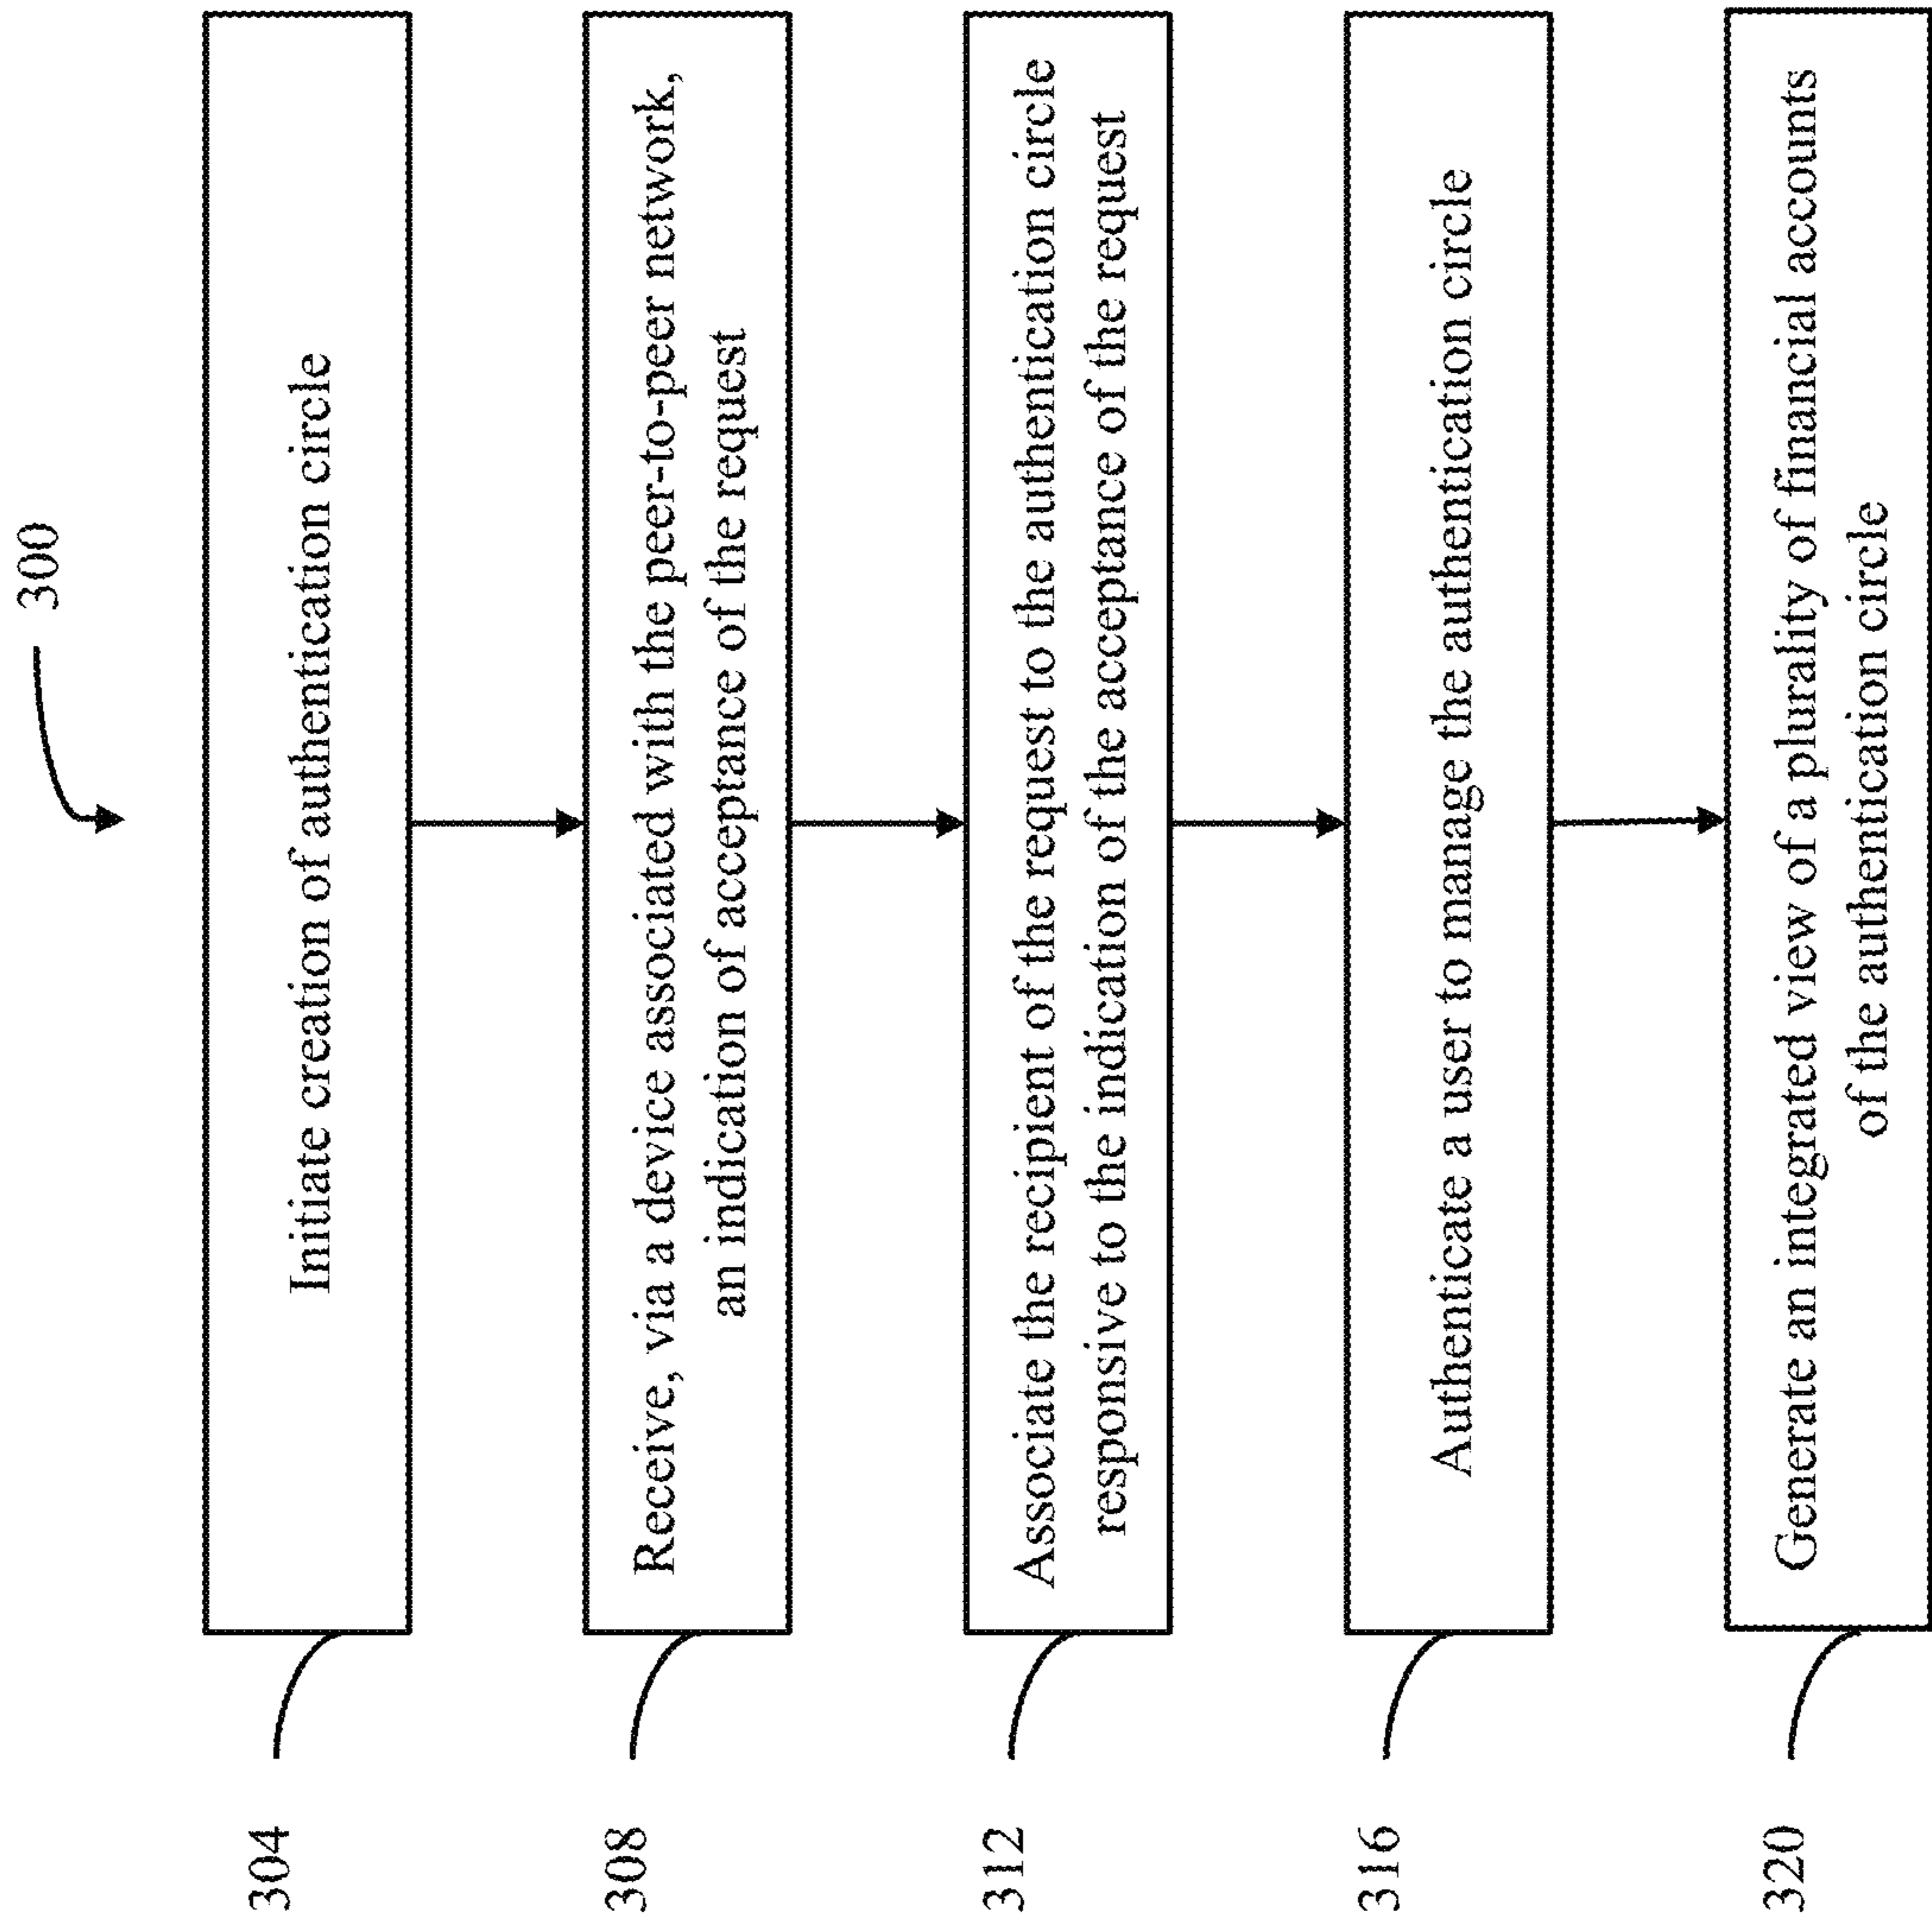 300
304
Initiate creation of authentication circle
308
Receive, via a device associated with the peer-to-peer network,
an indication of acceptance of the request
312
Associate the recipient of the request to the authentication circle
responsive to the indication of the acceptance of the request
316
Authenticate a user to manage the authentication circle
320
Generate an integrated view of a plurality of financial accounts
of the authentication circle